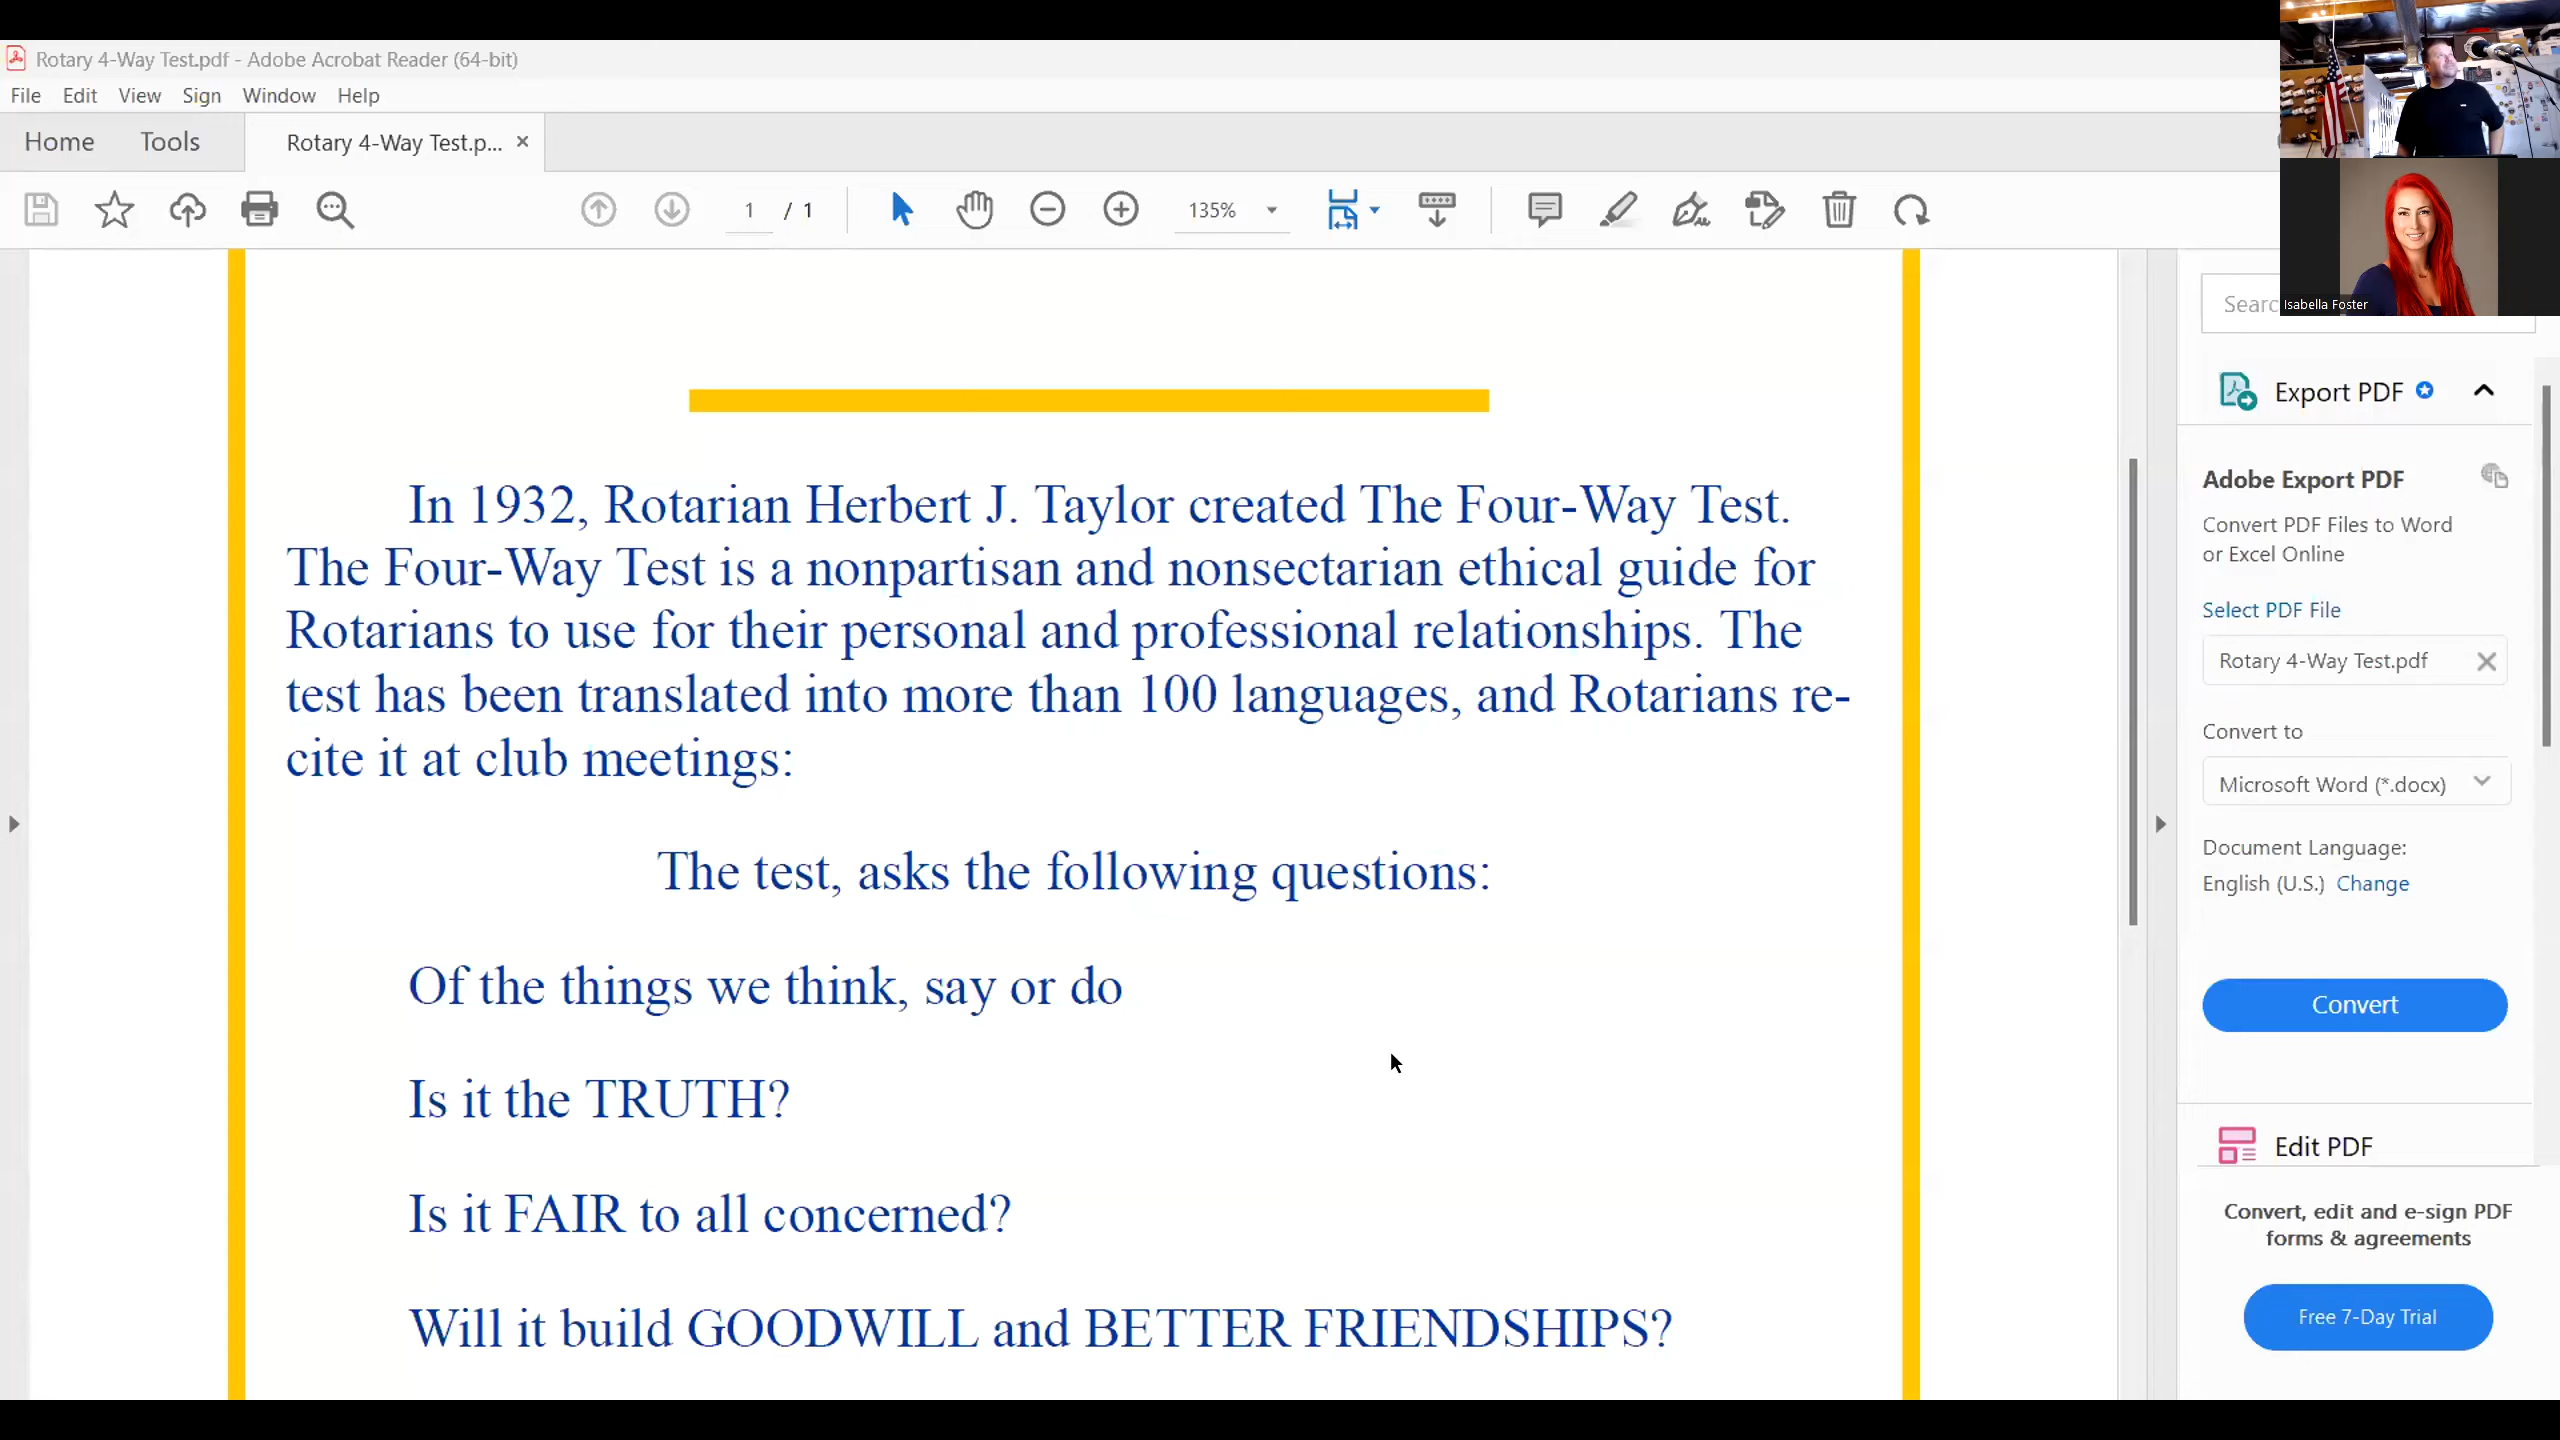 Rotary 4-Way Test.pdf - Adobe Acrobat Reader (64-bit)
File Edit View Sign Window Help
Home Tools Rotary 4-Way Test.p... ×
1 / 1 135%
Isabella Foster
In 1932, Rotarian Herbert J. Taylor created The Four-Way Test.
The Four-Way Test is a nonpartisan and nonsectarian ethical guide for
Rotarians to use for their personal and professional relationships. The
test has been translated into more than 100 languages, and Rotarians re-
cite it at club meetings:
The test, asks the following questions:
Of the things we think, say or do
Is it the TRUTH?
Is it FAIR to all concerned?
Will it build GOODWILL and BETTER FRIENDSHIPS?
Export PDF
Adobe Export PDF
Convert PDF Files to Word
or Excel Online
Select PDF File
Rotary 4-Way Test.pdf
Convert to
Microsoft Word (*.docx)
Document Language:
English (U.S.) Change
Convert
Edit PDF
Convert, edit and e-sign PDF
forms & agreements
Free 7-Day Trial